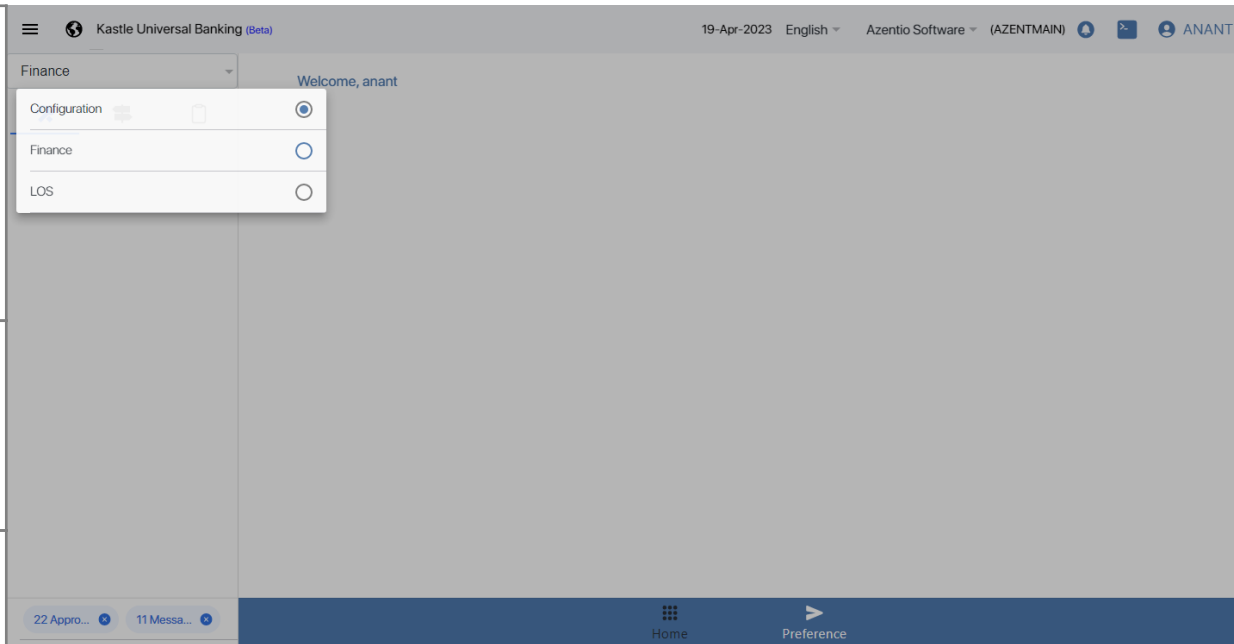 Kastle Universal Banking (Beta)
19-Apr-2023 English Azentio Software (AZENTMAIN) ANANT
Finance
Welcome, anant
Configuration
Finance
LOS
22 Appro... 11 Messa...
Home
Preference